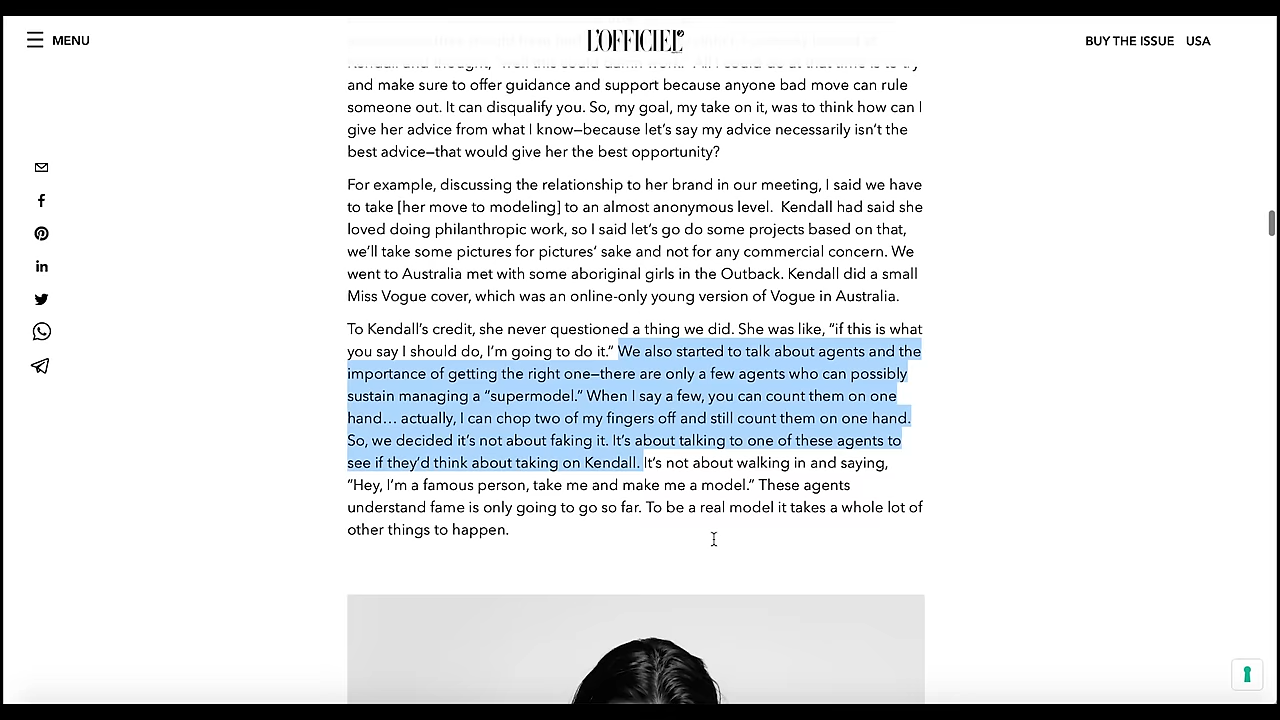 MENU
L'OFFICIEL
BUY THE ISSUE USA
and make sure to offer guidance and support because anyone bad move can rule
someone out. It can disqualify you. So, my goal, my take on it, was to think how can I
give her advice from what I know—because let’s say my advice necessarily isn’t the
best advice—that would give her the best opportunity?
For example, discussing the relationship to her brand in our meeting, I said we have
to take [her move to modeling] to an almost anonymous level. Kendall had said she
loved doing philanthropic work, so I said let’s go do some projects based on that,
we’ll take some pictures for pictures’ sake and not for any commercial concern. We
went to Australia met with some aboriginal girls in the Outback. Kendall did a small
Miss Vogue cover, which was an online-only young version of Vogue in Australia.
To Kendall’s credit, she never questioned a thing we did. She was like, “if this is what
you say I should do, I’m going to do it.” We also started to talk about agents and the
importance of getting the right one—there are only a few agents who can possibly
sustain managing a “supermodel.” When I say a few, you can count them on one
hand… actually, I can chop two of my fingers off and still count them on one hand.
So, we decided it’s not about faking it. It’s about talking to one of these agents to
see if they’d think about taking on Kendall. It’s not about walking in and saying,
“Hey, I’m a famous person, take me and make me a model.” These agents
understand fame is only going to go so far. To be a real model it takes a whole lot of
other things to happen.